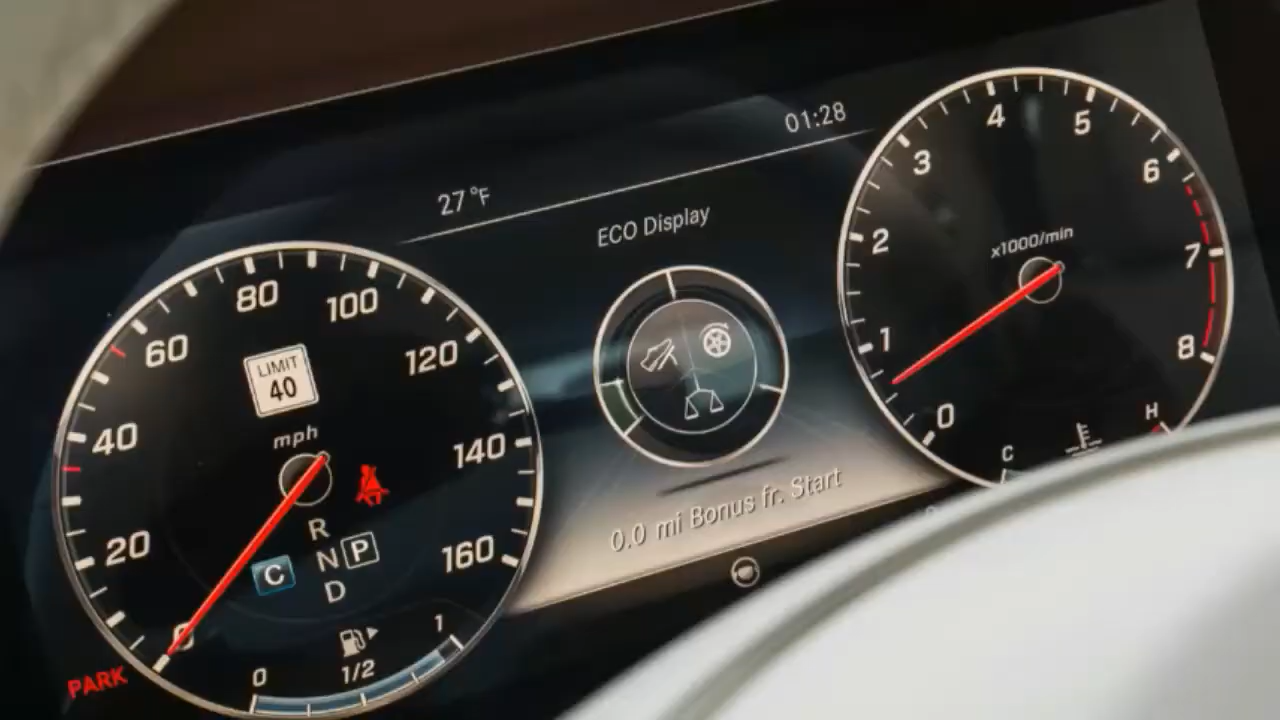 01:28
27 °F
ECO Display
80
100
60
120
LIMIT
40
40
mph
140
20
160
R
N P
D
C
0
PARK
0
1/2
1
0.0 mi Bonus fr. Start
4
5
3
6
2
x1000/min
7
1
8
0
C
H